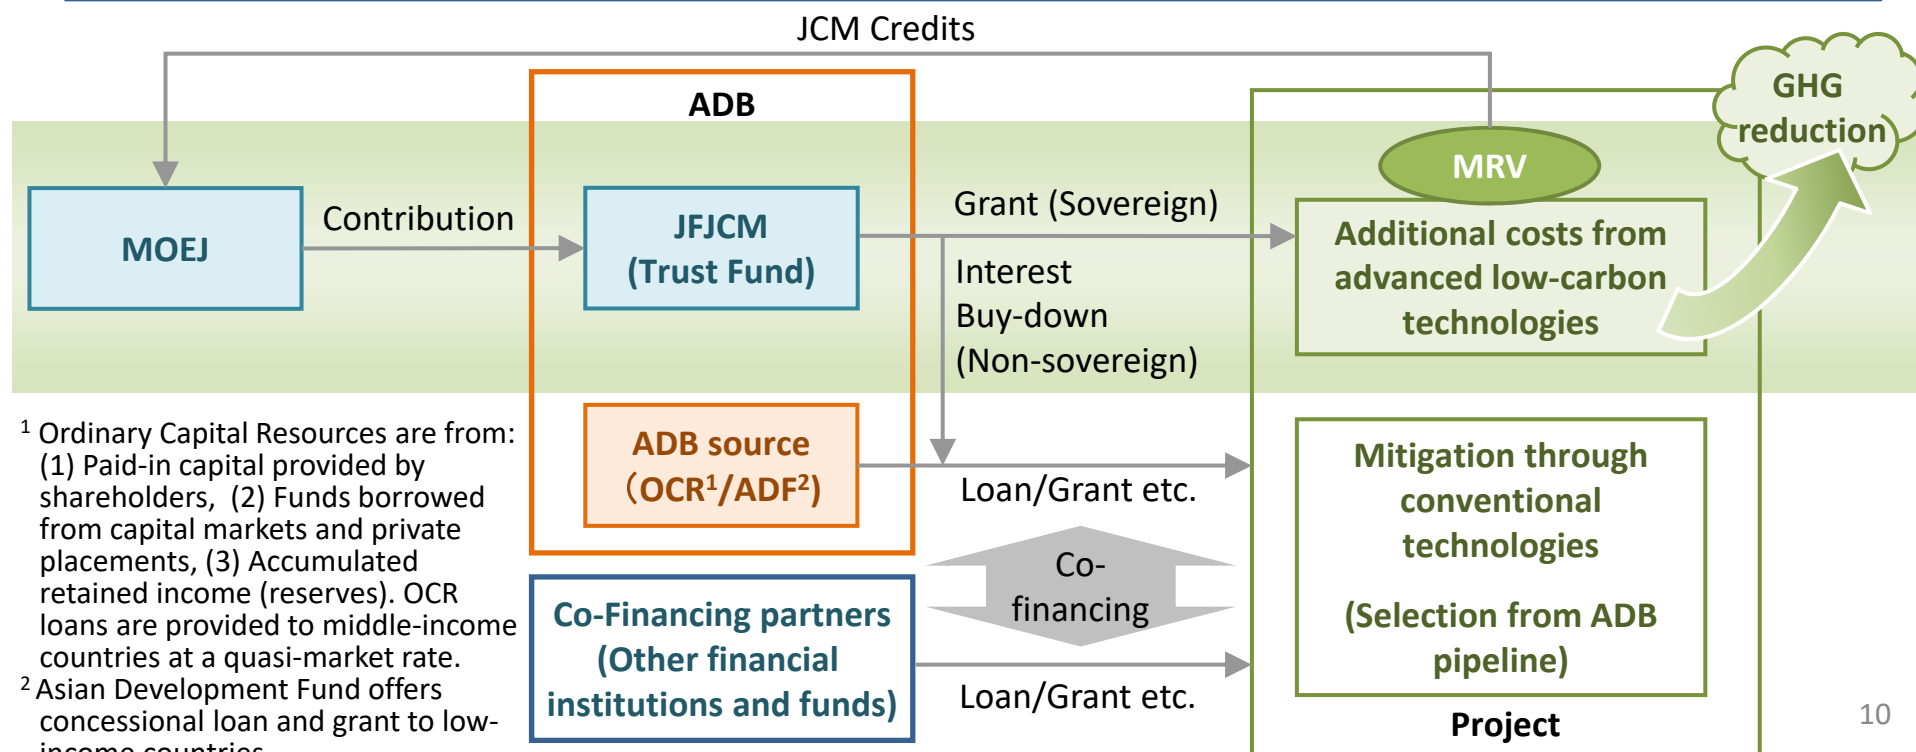 JCM Credits
ADB
GHG
reduction
MRV
MOEJ
Contribution
JFJCM
(Trust Fund)
Grant (Sovereign)
Interest
Buy-down
(Non-sovereign)
Additional costs from
advanced low-carbon
technologies
ADB source
（OCR¹/ADF²)
Loan/Grant etc.
Co-
financing
Co-Financing partners
(Other financial
institutions and funds)
Loan/Grant etc.
Mitigation through
conventional
technologies
(Selection from ADB
pipeline)
Project
¹ Ordinary Capital Resources are from:
(1) Paid-in capital provided by
shareholders, (2) Funds borrowed
from capital markets and private
placements, (3) Accumulated
retained income (reserves). OCR
loans are provided to middle-income
countries at a quasi-market rate.
² Asian Development Fund offers
concessional loan and grant to low-
income countries
10